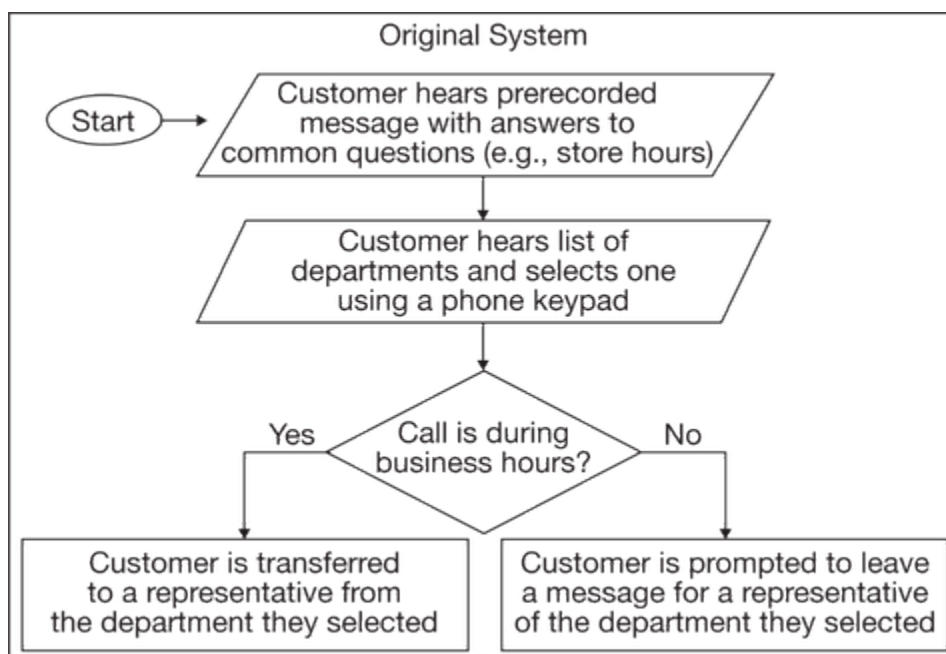 Original System
Start
Customer hears prerecorded
message with answers to
common questions (e.g., store hours)
Customer hears list of
departments and selects one
using a phone keypad
Yes
Call is during
business hours?
No
Customer is transferred
to a representative from
the department they selected
Customer is prompted to leave
a message for a representative
of the department they selected